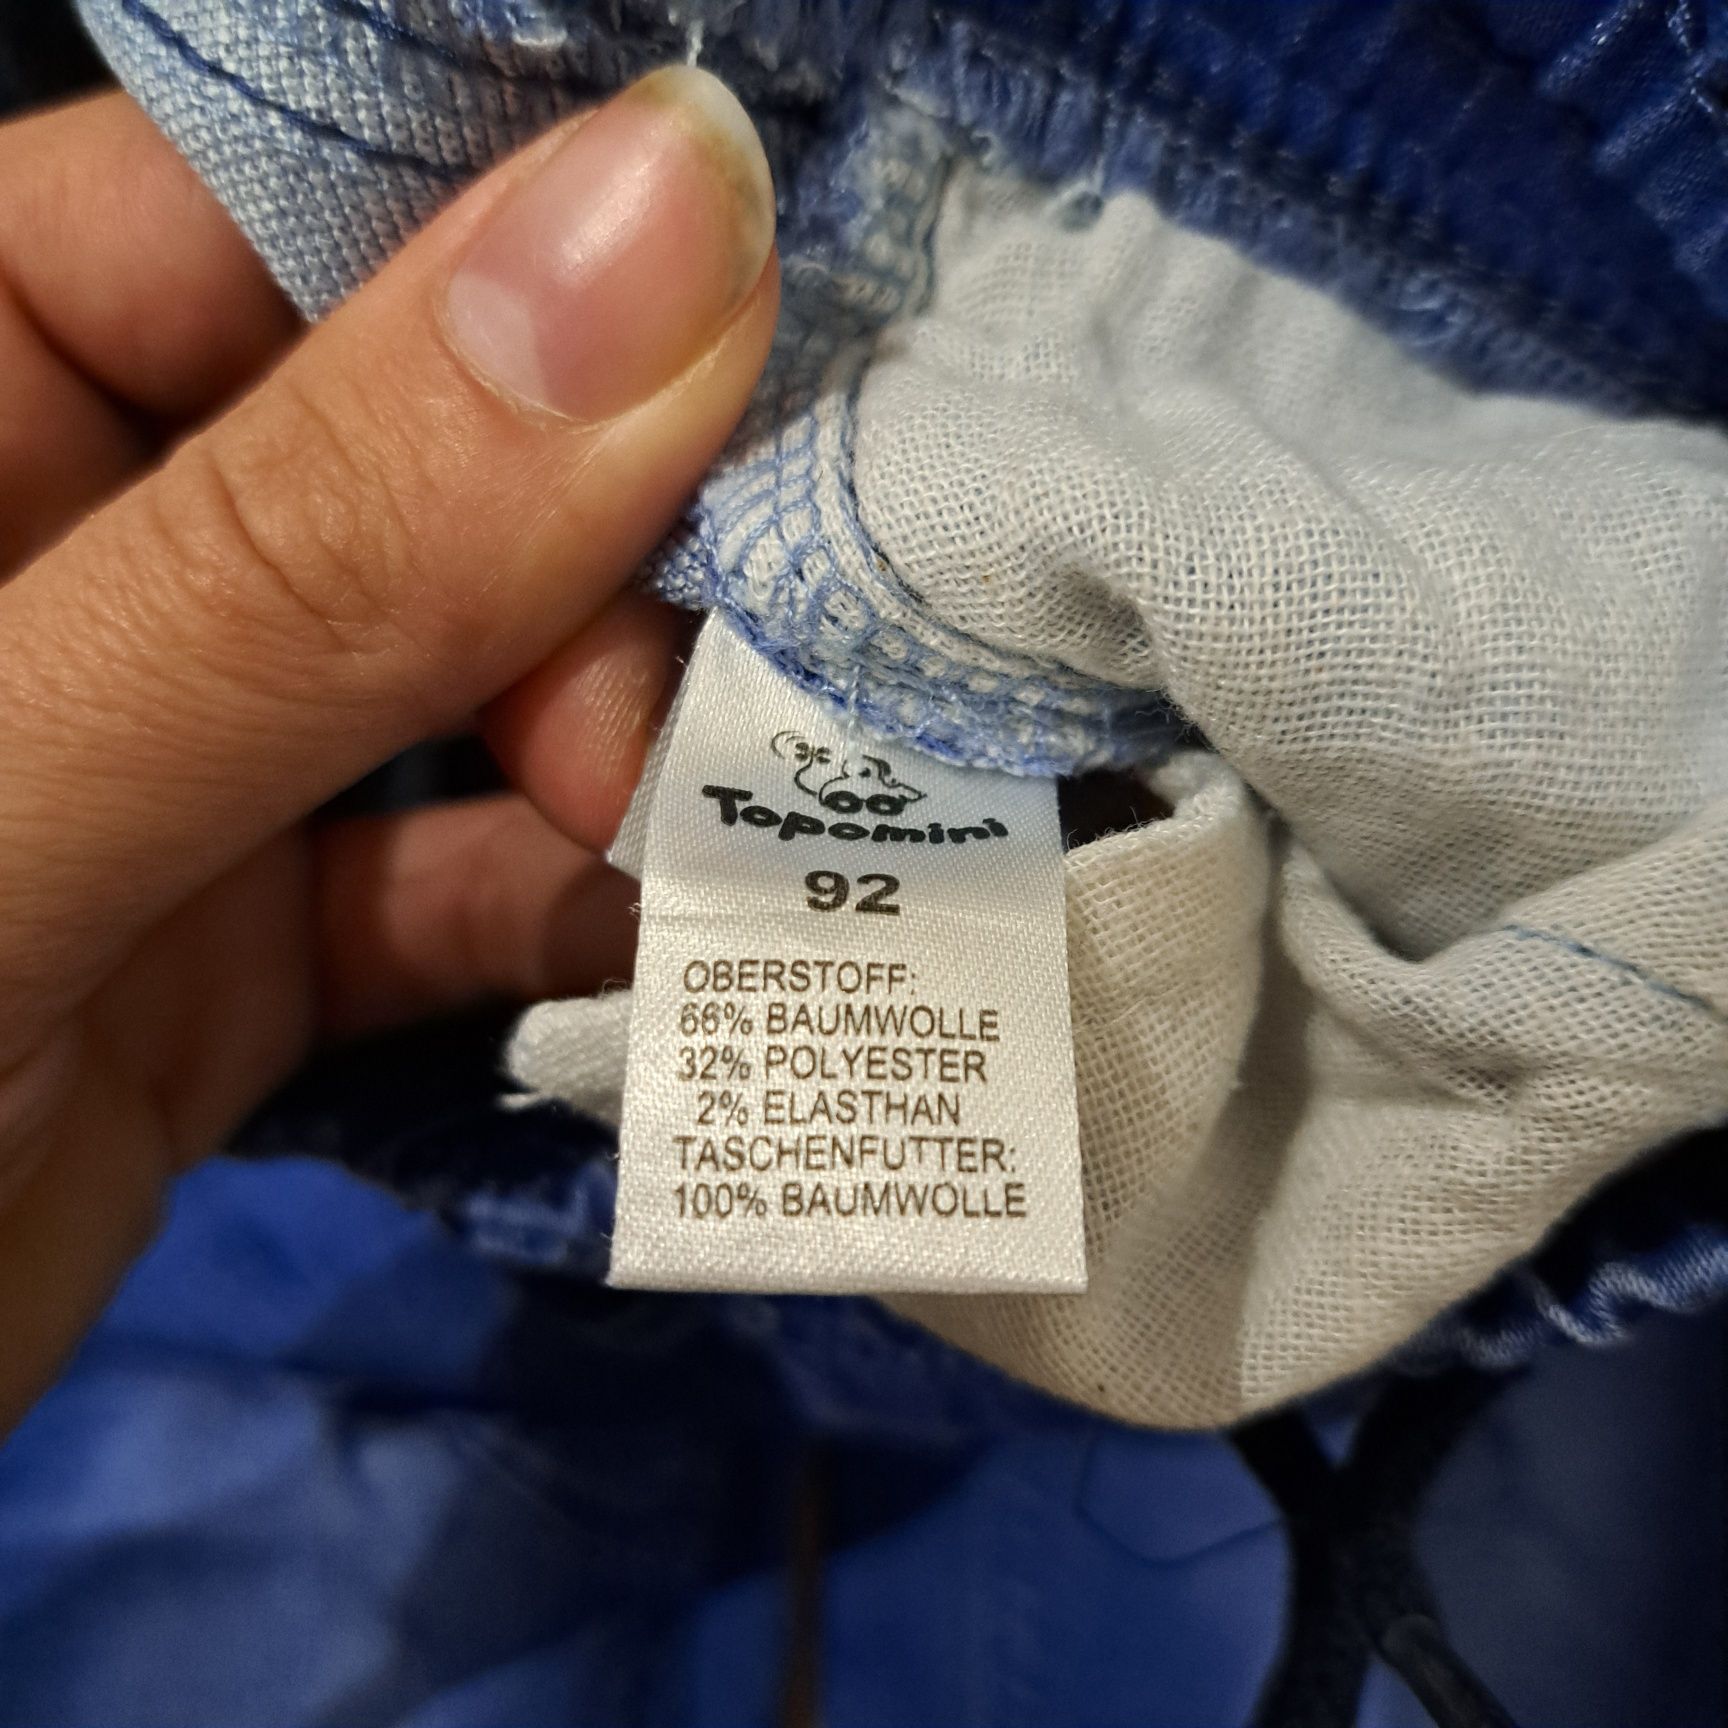 Topomini
92
OBERSTOFF:
66% BAUMWOLLE
32% POLYESTER
2% ELASTHAN
TASCHENFUTTER:
100% BAUMWOLLE